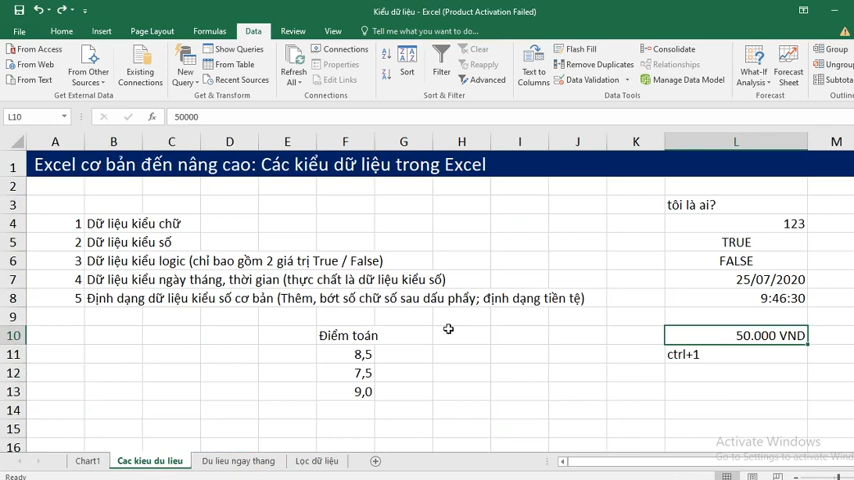 Kiểu dữ liệu - Excel (Product Activation Failed)
File Home Insert Page Layout Formulas Data Review View Tell me what you want to do...
From Access
From Web
From Text
From Other Sources
Existing Connections
Get External Data
New Query
Show Queries
From Table
Recent Sources
Get & Transform
Refresh All
Connections
Properties
Edit Links
Connections
Sort
Filter
Clear
Reapply
Advanced
Sort & Filter
Text to Columns
Flash Fill
Remove Duplicates
Data Validation
Consolidate
Relationships
Manage Data Model
Data Tools
What-If Analysis
Forecast Sheet
Forecast
Group
Ungroup
Subtota
Outline
L10 fx 50000
A B C D E F G H I J K L M
1 Excel cơ bản đến nâng cao: Các kiểu dữ liệu trong Excel
2
3 tôi là ai?
4 1 Dữ liệu kiểu chữ 123
5 2 Dữ liệu kiểu số TRUE
6 3 Dữ liệu kiểu logic (chỉ bao gồm 2 giá trị True / False) FALSE
7 4 Dữ liệu kiểu ngày tháng, thời gian (thực chất là dữ liệu kiểu số) 25/07/2020
8 5 Định dạng dữ liệu kiểu số cơ bản (Thêm, bớt số chữ số sau dấu phẩy; định dạng tiền tệ) 9:46:30
9
10 Điểm toán 50.000 VND
11 8,5 ctrl+1
12 7,5
13 9,0
14
15
16
Activate Windows
Go to Settings to activate Wind
Chart1 Cac kieu du lieu Du lieu ngay thang Lọc dữ liệu
Ready